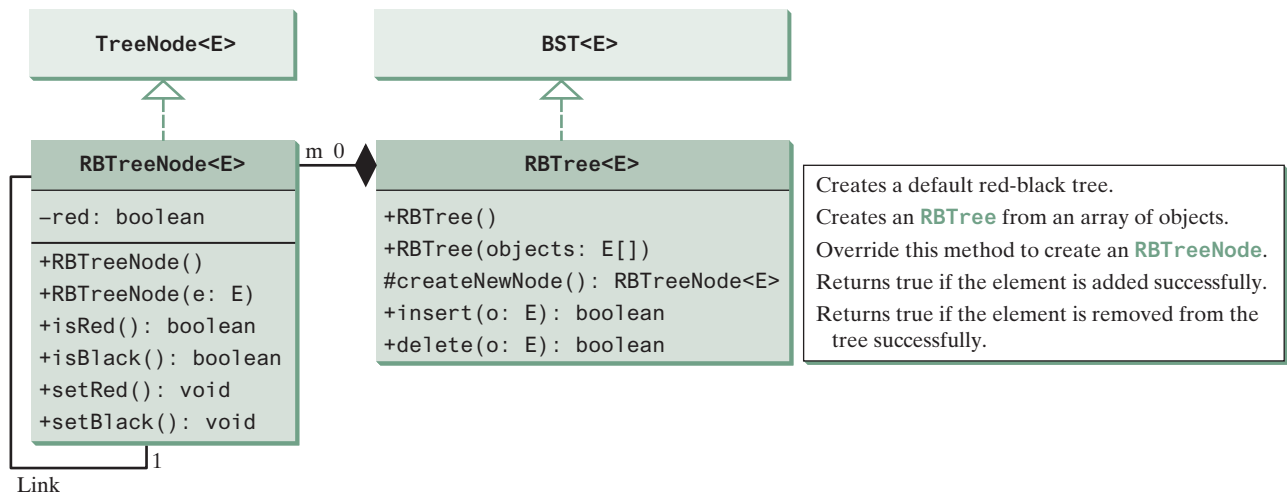 TreeNode<E>
BST<E>
RBTreeNode<E>
–red: boolean
+RBTreeNode()
+RBTreeNode(e: E)
+isRed(): boolean
+isBlack(): boolean
+setRed(): void
+setBlack(): void
1
Link
m 0
RBTree<E>
+RBTree()
+RBTree(objects: E[])
#createNewNode(): RBTreeNode<E>
+insert(o: E): boolean
+delete(o: E): boolean
Creates a default red-black tree.
Creates an RBTree from an array of objects.
Override this method to create an RBTreeNode.
Returns true if the element is added successfully.
Returns true if the element is removed from the
tree successfully.